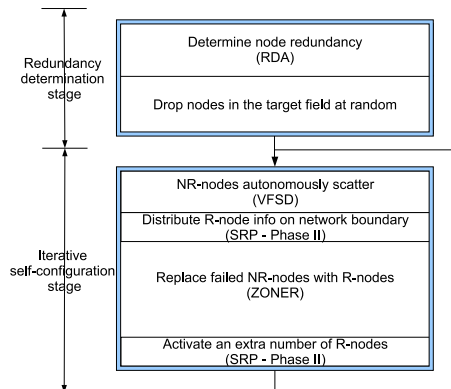 Redundancy
determination
stage
Determine node redundancy
(RDA)
Drop nodes in the target field at random
Iterative
self-configuration
stage
NR-nodes autonomously scatter
(VFSD)
Distribute R-node info on network boundary
(SRP - Phase II)
Replace failed NR-nodes with R-nodes
(ZONER)
Activate an extra number of R-nodes
(SRP - Phase II)